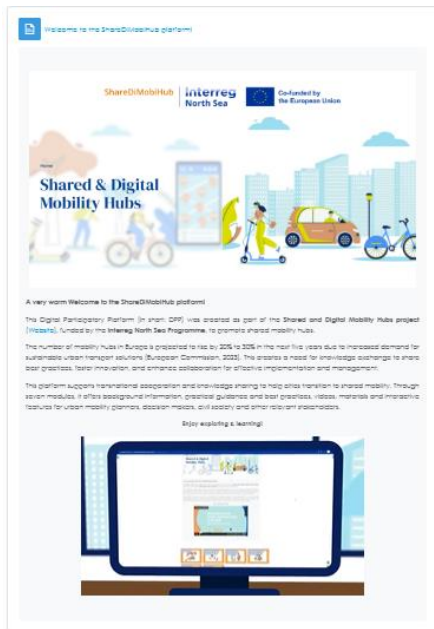 Welcome to the ShareDiMobiHub platform!
ShareDiMobiHub
Interreg
North Sea
Co-funded by
the European Union
Home
Shared & Digital
Mobility Hubs
A very warm Welcome to the ShareDiMobiHub platform!
This Digital Participatory Platform (in short: DPP) was created as part of the Shared and Digital Mobility Hubs project
(Website), funded by the Interreg North Sea Programme, to promote shared mobility hubs.
The number of mobility hubs in Europe is projected to rise by 20% to 30% in the next five years due to increased demand for
sustainable urban transport solutions (European Commission, 2023). This creates a need for knowledge exchange to share
best practices, foster innovation, and enhance collaboration for effective implementation and management.
This platform supports transnational cooperation and knowledge sharing to help cities transition to shared mobility. Through
seven modules, it offers background information, practical guidance and best practices, videos, materials and interactive
features for urban mobility planners, decision makers, civil society and other relevant stakeholders.
Enjoy exploring & learning!